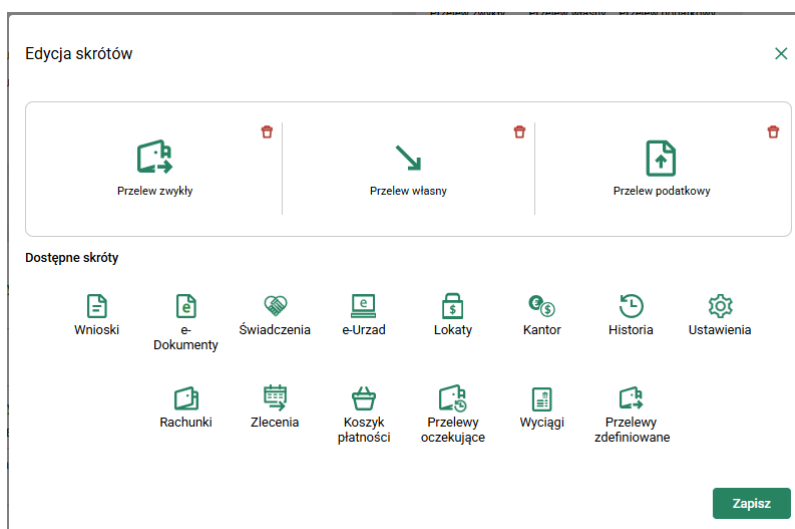 Edycja skrótów
Przelew zwykły Przelew własny Przelew podatkowy
Dostępne skróty
Wnioski e-Dokumenty Świadczenia e-Urzad Lokaty Kantor Historia Ustawienia
Rachunki Zlecenia Koszyk płatności Przelewy oczekujące Wyciągi Przelewy zdefiniowane
Zapisz